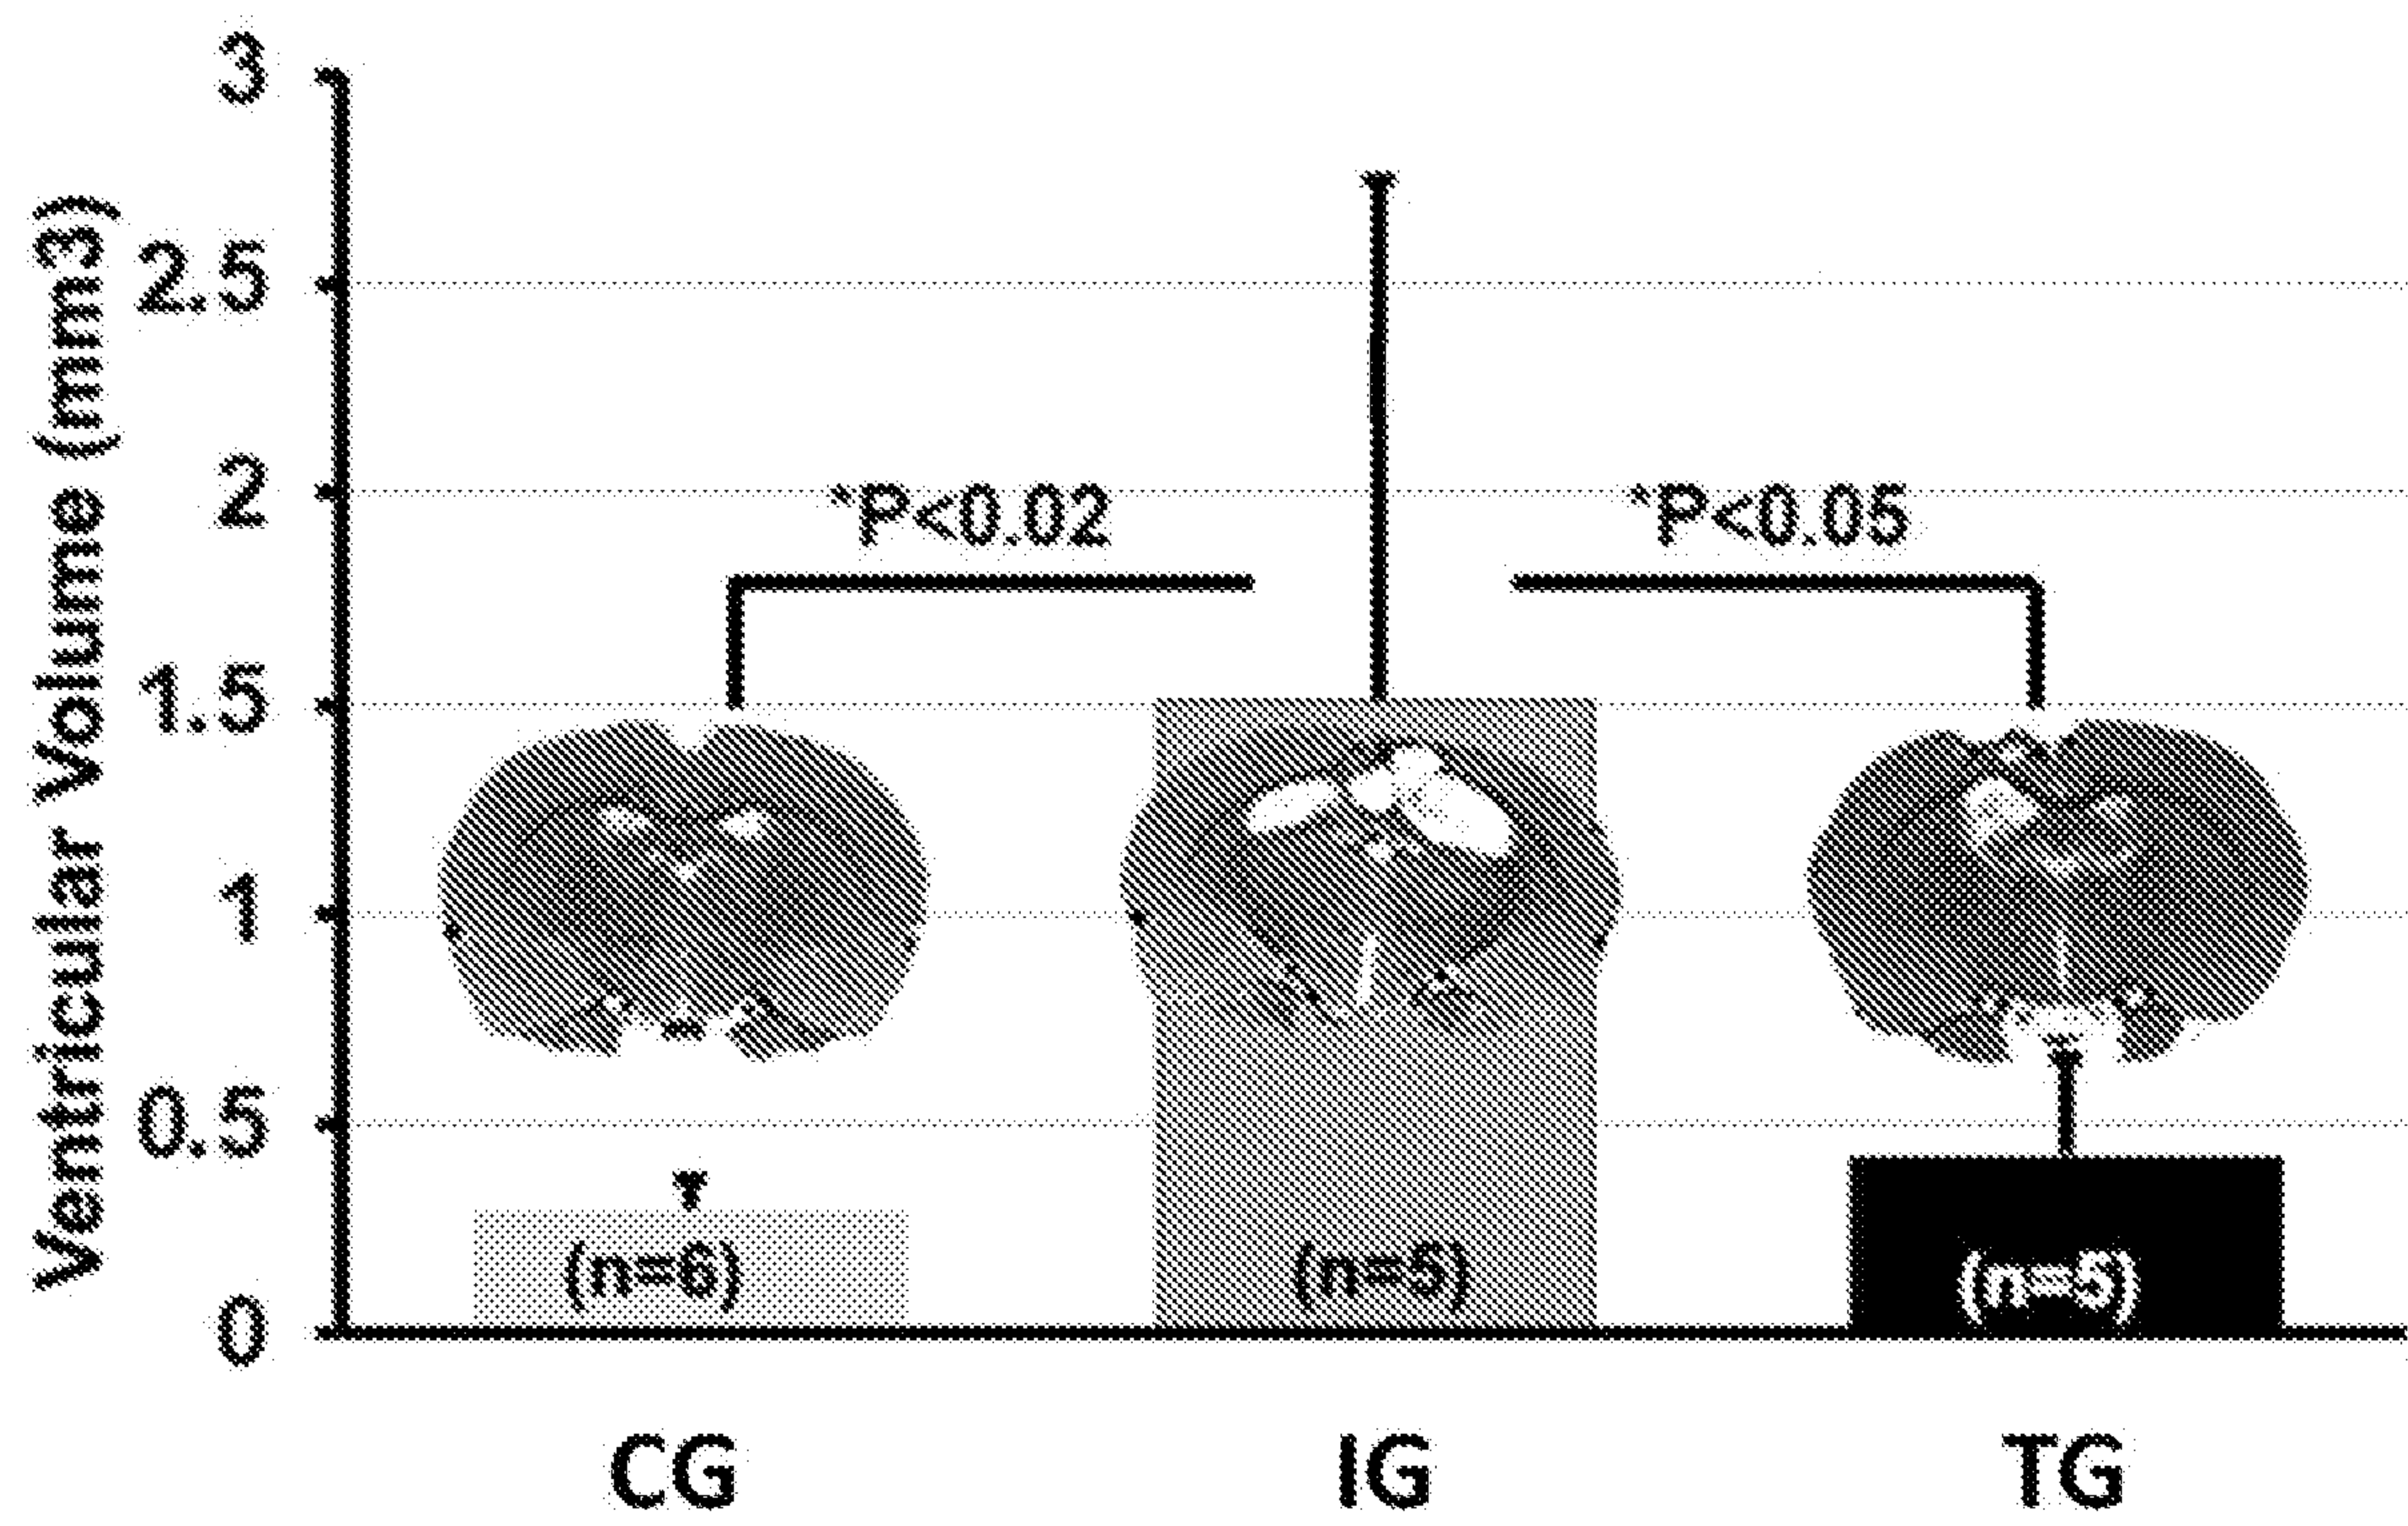 Ventricular Volume (mm3)
3
2.5
2
1.5
1
0.5
0
*P<0.02
*P<0.05
(n=6)
(n=5)
(n=5)
CG
IG
TG